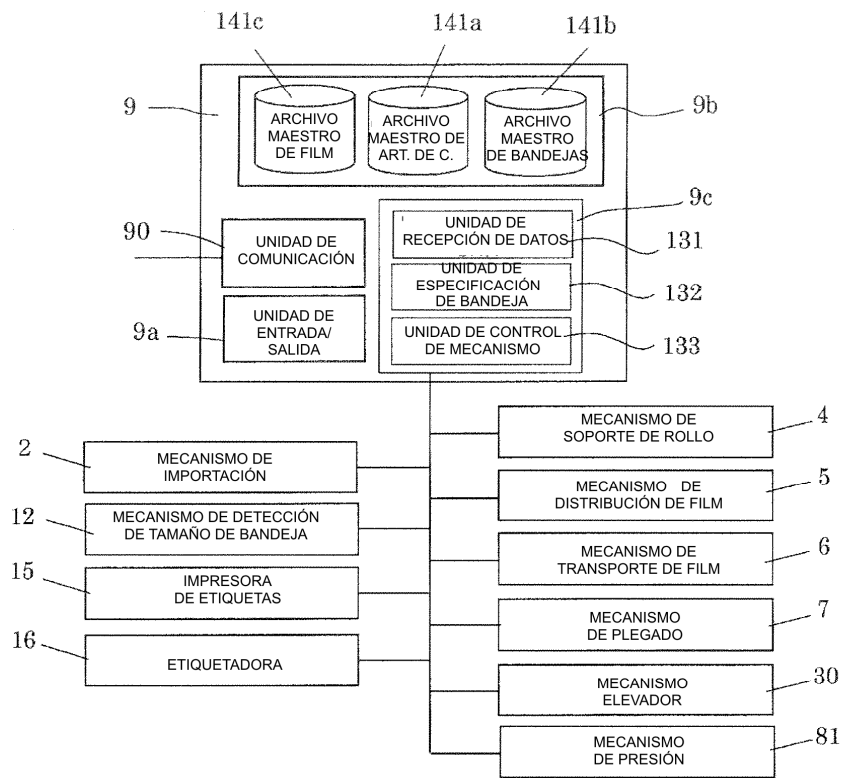 141c
141a
141b
9
9b
ARCHIVO
MAESTRO
DE FILM
ARCHIVO
MAESTRO DE
ART. DE C.
ARCHIVO
MAESTRO
DE BANDEJAS
9c
90
UNIDAD DE
COMUNICACIÓN
UNIDAD DE
RECEPCIÓN DE DATOS
131
UNIDAD DE
ESPECIFICACIÓN
DE BANDEJA
132
9a
UNIDAD DE
ENTRADA/
SALIDA
UNIDAD DE CONTROL
DE MECANISMO
133
2
MECANISMO DE
IMPORTACIÓN
12
MECANISMO DE DETECCIÓN
DE TAMAÑO DE BANDEJA
15
IMPRESORA
DE ETIQUETAS
16
ETIQUETADORA
MECANISMO DE
SOPORTE DE ROLLO
4
MECANISMO DE
DISTRIBUCIÓN DE FILM
5
MECANISMO DE
TRANSPORTE DE FILM
6
MECANISMO
DE PLEGADO
7
MECANISMO
ELEVADOR
30
MECANISMO
DE PRESIÓN
81